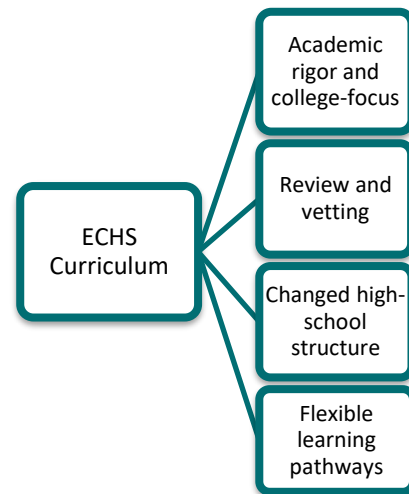 ECHS
Curriculum
Academic
rigor and
college-focus
Review and
vetting
Changed high-
school
structure
Flexible
learning
pathways